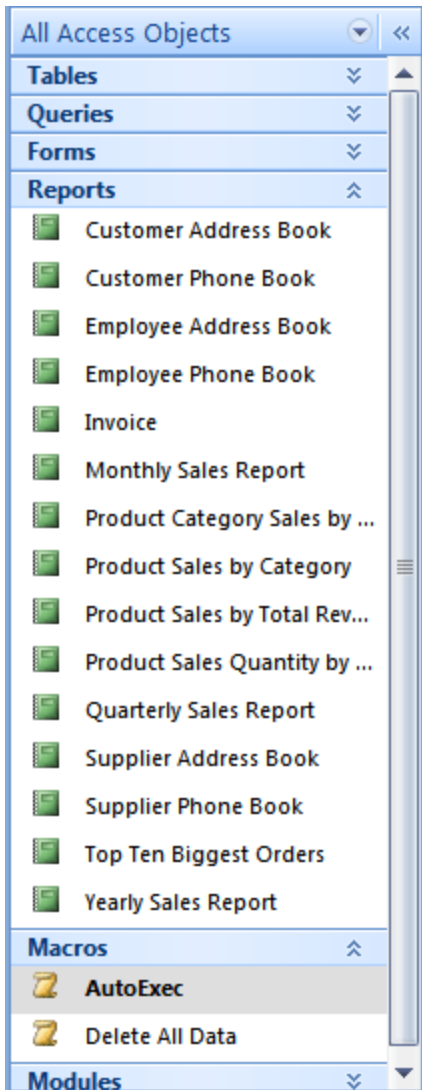 All Access Objects
Tables
Queries
Forms
Reports
Customer Address Book
Customer Phone Book
Employee Address Book
Employee Phone Book
Invoice
Monthly Sales Report
Product Category Sales by ...
Product Sales by Category
Product Sales by Total Rev...
Product Sales Quantity by ...
Quarterly Sales Report
Supplier Address Book
Supplier Phone Book
Top Ten Biggest Orders
Yearly Sales Report
Macros
AutoExec
Delete All Data
Modules